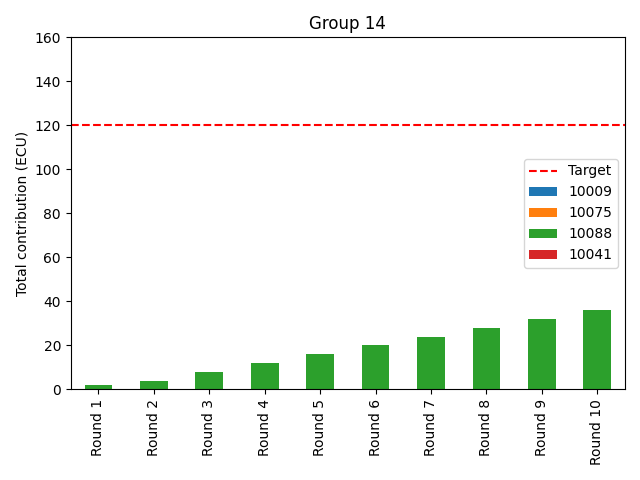 Group 14
Total contribution (ECU)
160
140
120
100
80
60
40
20
0
Target
10009
10075
10088
10041
Round 1
Round 2
Round 3
Round 4
Round 5
Round 6
Round 7
Round 8
Round 9
Round 10